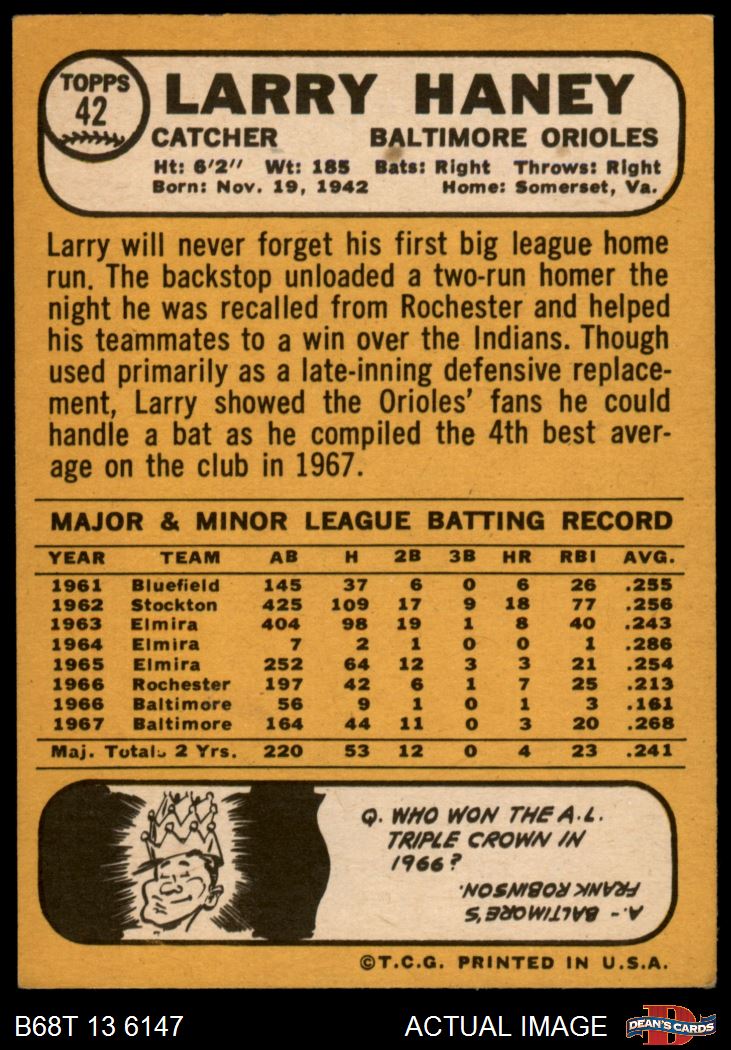 TOPPS
42
LARRY HANEY
CATCHER BALTIMORE ORIOLES
Ht: 6'2" Wt: 185 Bats: Right Throws: Right
Born: Nov. 19, 1942 Home: Somerset, Va.
Larry will never forget his first big league home
run. The backstop unloaded a two-run homer the
night he was recalled from Rochester and helped
his teammates to a win over the Indians. Though
used primarily as a late-inning defensive replace-
ment, Larry showed the Orioles' fans he could
handle a bat as he compiled the 4th best aver-
age on the club in 1967.
MAJOR & MINOR LEAGUE BATTING RECORD
YEAR TEAM AB H 2B 3B HR RBI AVG.
1961 Bluefield 145 37 6 0 6 26 .255
1962 Stockton 425 109 17 9 18 77 .256
1963 Elmira 404 98 19 1 8 40 .243
1964 Elmira 7 2 1 0 0 1 .286
1965 Elmira 252 64 12 3 3 21 .254
1966 Rochester 197 42 6 1 7 25 .213
1966 Baltimore 56 9 1 0 1 3 .161
1967 Baltimore 164 44 11 0 3 20 .268
Maj. Totals 2 Yrs. 220 53 12 0 4 23 .241
Q. WHO WON THE A.L.
TRIPLE CROWN IN
1966?
A.- BALTIMORE'S
FRANK ROBINSON.
©T.C.G. PRINTED IN U.S.A.
B68T 13 6147 ACTUAL IMAGE
D
DEAN'S CARDS